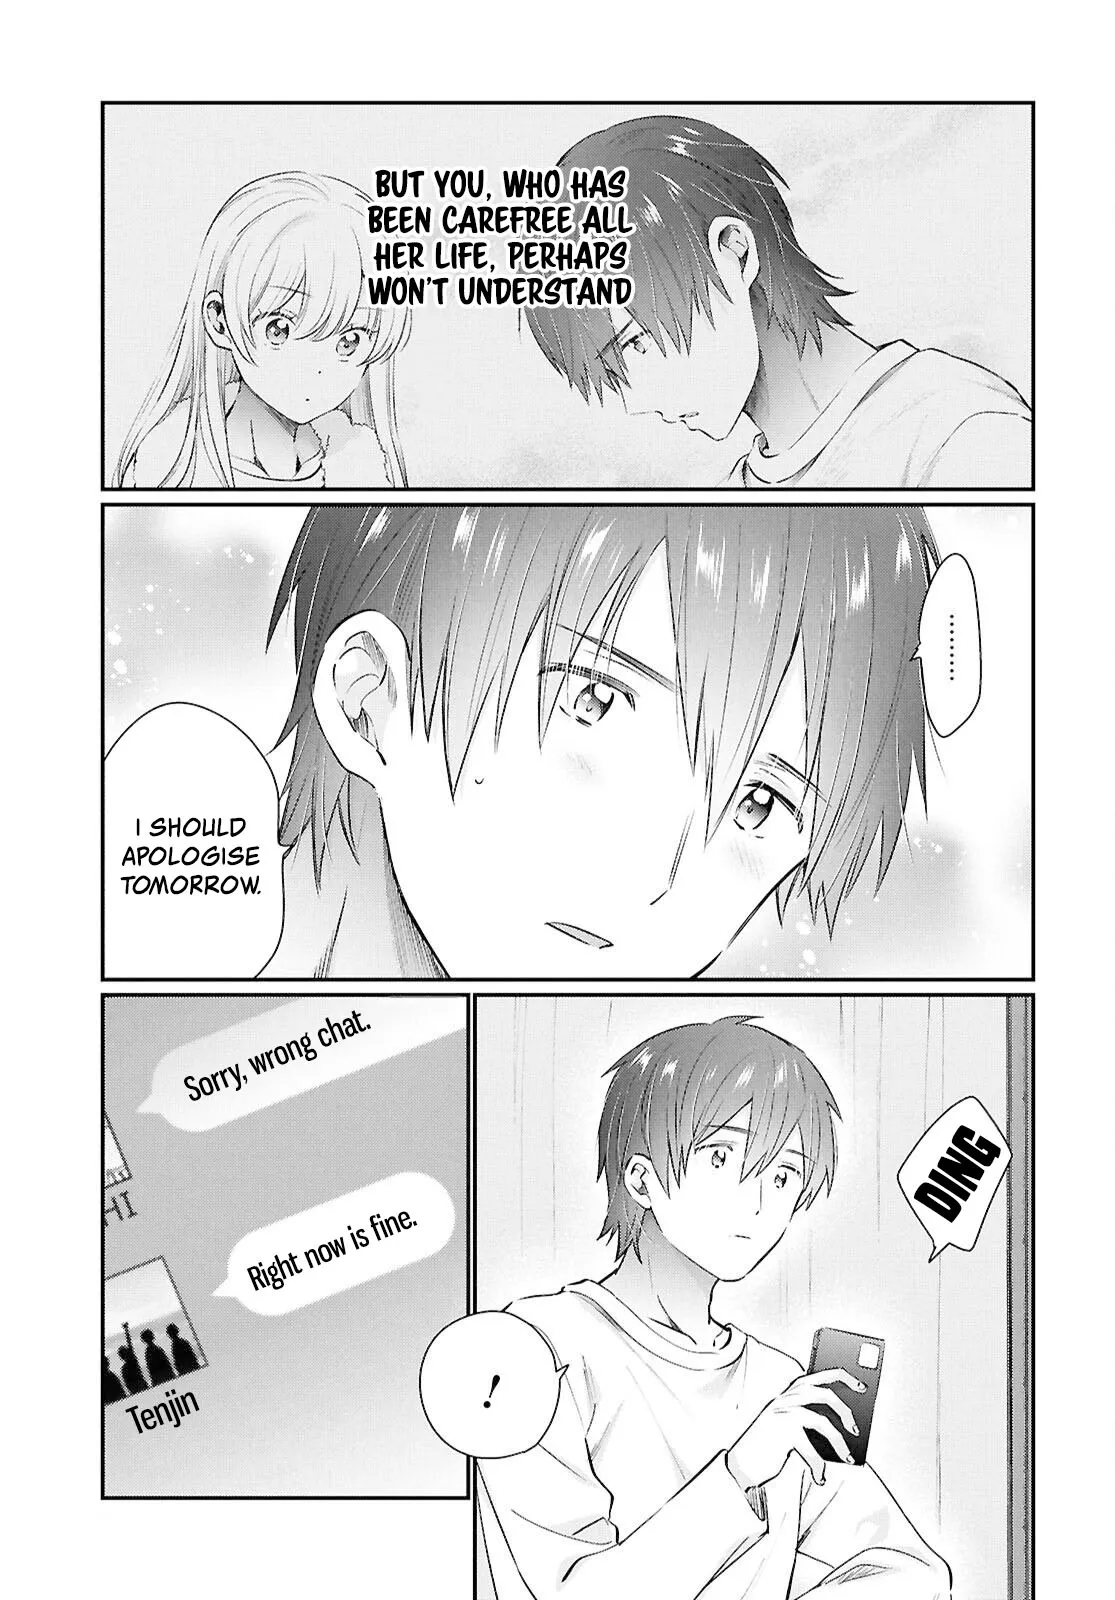 BUT YOU, WHO HAS
BEEN CAREFREE ALL
HER LIFE, PERHAPS
WON'T UNDERSTAND
.........
I SHOULD
APOLOGISE
TOMORROW.
DING
!
Sorry, wrong chat.
HI
Right now is fine.
Tenjin